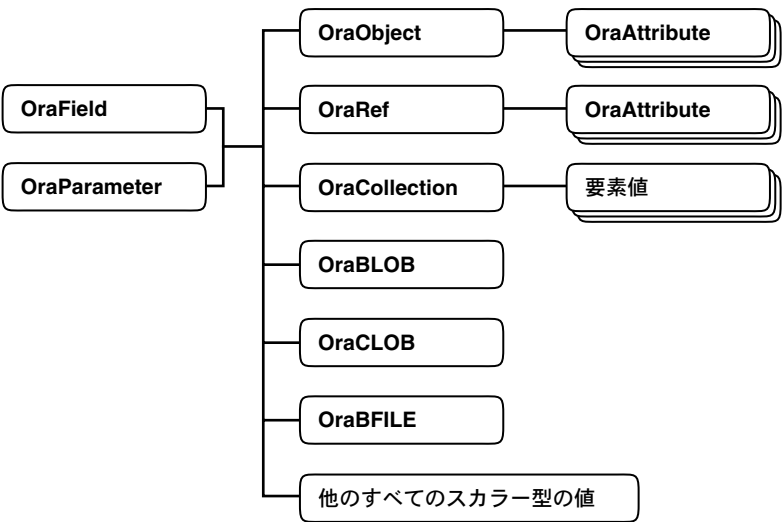 OraObject
OraAttribute
OraField
OraRef
OraAttribute
OraParameter
OraCollection
要素値
OraBLOB
OraCLOB
OraBFILE
他のすべてのスカラー型の値